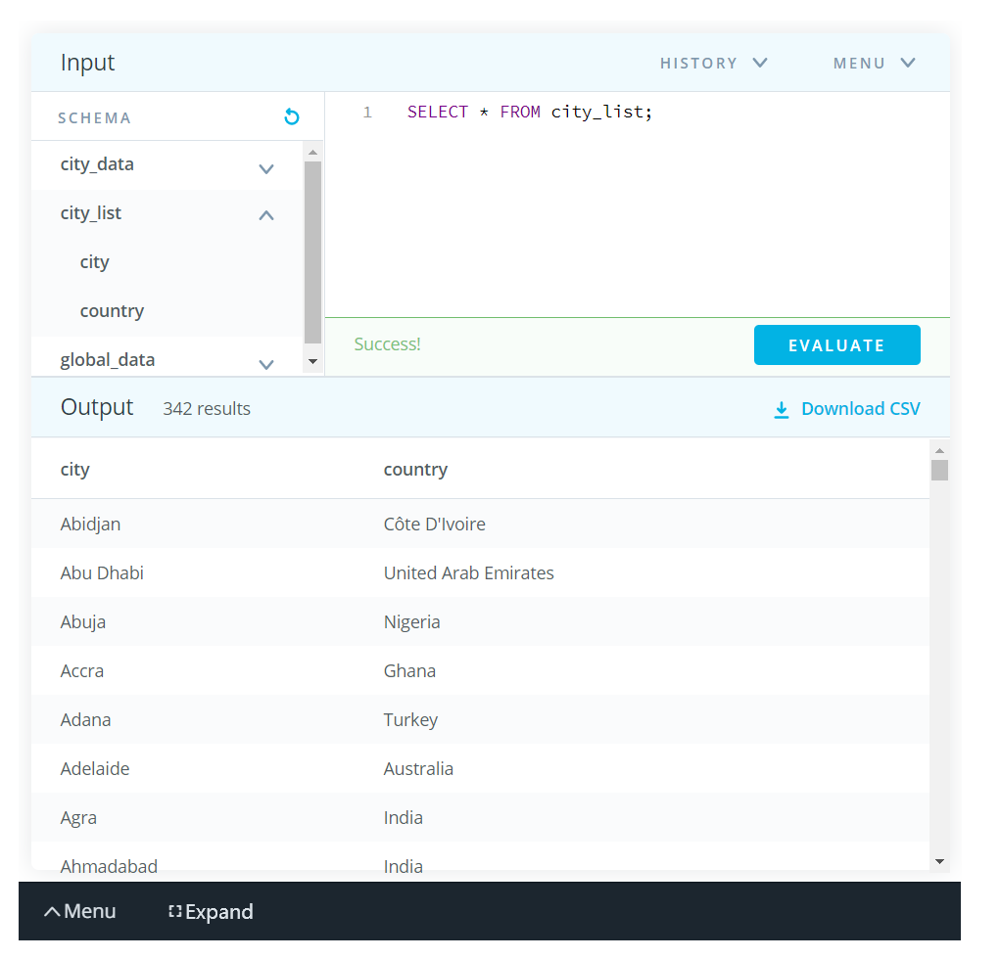 Input
HISTORY
MENU
SCHEMA
city_data
city_list
city
country
global_data
1 SELECT * FROM city_list;
Success!
EVALUATE
Output 342 results
Download CSV
city country
Abidjan Côte D'Ivoire
Abu Dhabi United Arab Emirates
Abuja Nigeria
Accra Ghana
Adana Turkey
Adelaide Australia
Agra India
Ahmadabad India
Menu Expand